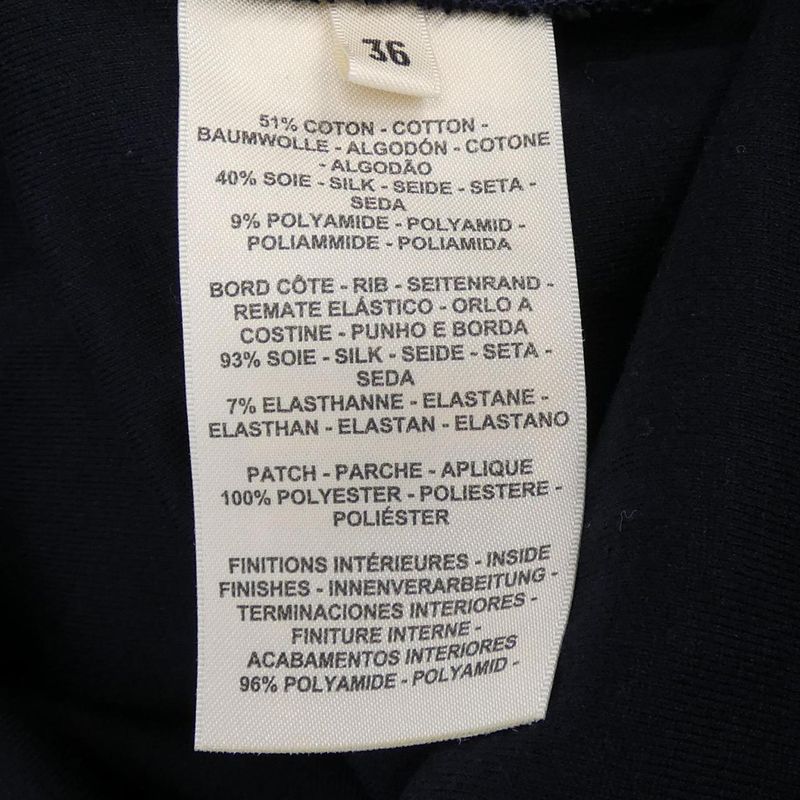 36
51% COTON - COTTON -
BAUMWOLLE - ALGODÓN - COTONE
- ALGODÃO
40% SOIE - SILK - SEIDE - SETA -
SEDA
9% POLYAMIDE - POLYAMID -
POLIAMMIDE - POLIAMIDA
BORD CÔTE - RIB - SEITENRAND -
REMATE ELÁSTICO - ORLO A
COSTINE - PUNHO E BORDA
93% SOIE - SILK - SEIDE - SETA -
SEDA
7% ELASTHANNE - ELASTANE -
ELASTHAN - ELASTAN - ELASTANO
PATCH - PARCHE - APLIQUE
100% POLYESTER - POLIESTERE -
POLIÉSTER
FINITIONS INTÉRIEURES - INSIDE
FINISHES - INNENVERARBEITUNG -
TERMINACIONES INTERIORES -
FINITURE INTERNE -
ACABAMENTOS INTERIORES
96% POLYAMIDE - POLYAMID -